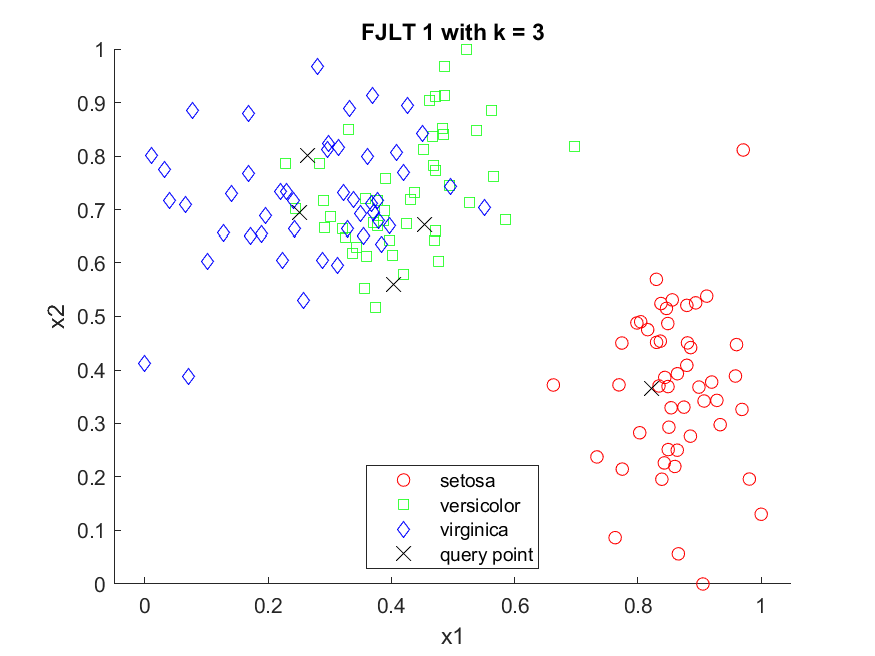 FJLT 1 with k = 3
1
0.9
0.8
0.7
0.6
0.5
0.4
0.3
0.2
0.1
0
x2
setosa
versicolor
virginica
query point
0 0.2 0.4 0.6 0.8 1
x1